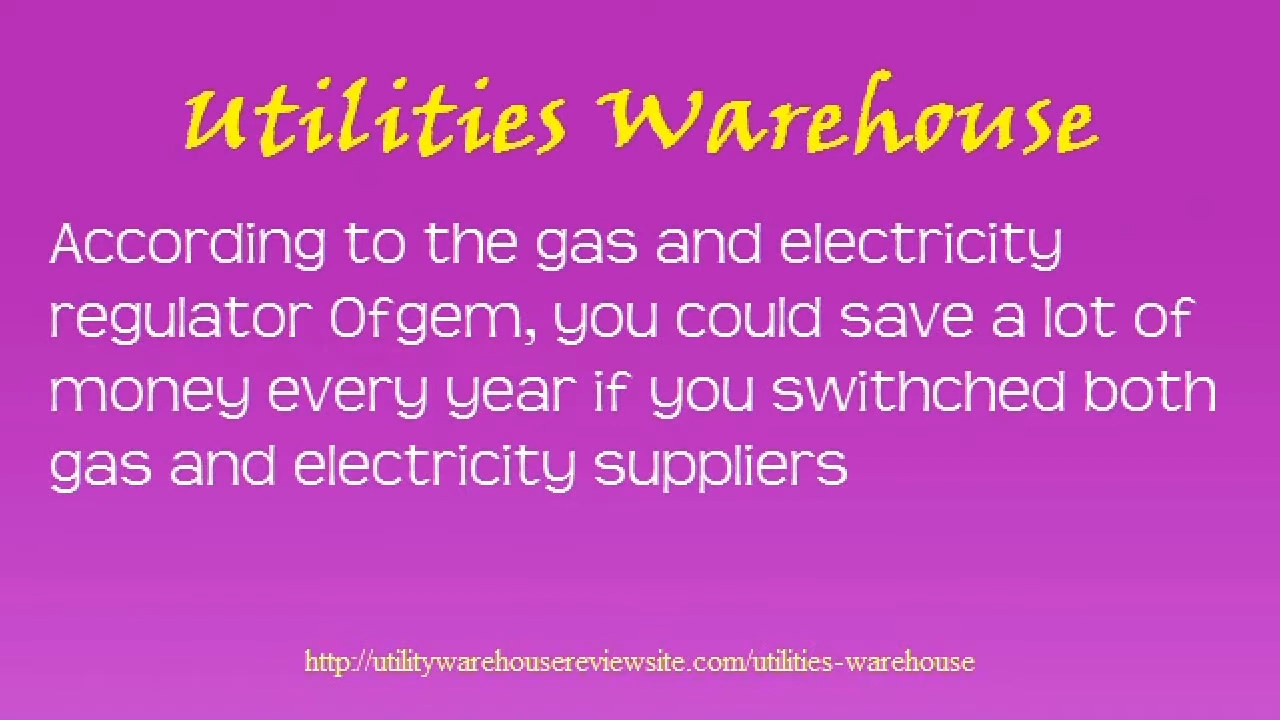 Utilities Warehouse
According to the gas and electricity
regulator Ofgem, you could save a lot of
money every year if you swithched both
gas and electricity suppliers
http://utilitywarehousereviewsite.com/utilities-warehouse